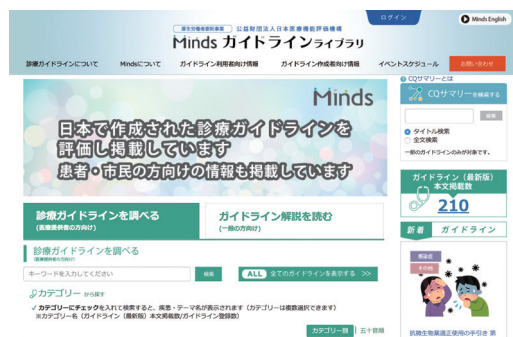 ログイン
Minds English
厚生労働省委託事業 公益財団法人日本医療機能評価機構
Minds ガイドラインライブラリ
診療ガイドラインについて Mindsについて ガイドライン利用者向け情報 ガイドライン作成者向け情報 イベントスケジュール お問い合わせ
CQサマリーとは
CQサマリーを検索する
検索
タイトル検索
全文検索
一部のガイドラインのみが対象です。
Minds
日本で作成された診療ガイドラインを
評価し掲載しています
患者・市民の方向けの情報も掲載しています
ガイドライン（最新版）
本文掲載数
210
新着 ガイドライン
感染症
その他
抗微生物薬適正使用の手引き 第
診療ガイドラインを調べる
(医療提供者の方向け)
ガイドライン解説を読む
(一般の方向け)
診療ガイドラインを調べる
(医療提供者の方向け)
キーワードを入力してください 検索 ALL 全てのガイドラインを表示する >>
カテゴリー から探す
✓ カテゴリーにチェックを入れて検索すると、疾患・テーマ名が表示されます（カテゴリーは複数選択できます）
※カテゴリー名（ガイドライン（最新版）本文掲載数/ガイドライン登録数）
カテゴリー別 五十音順